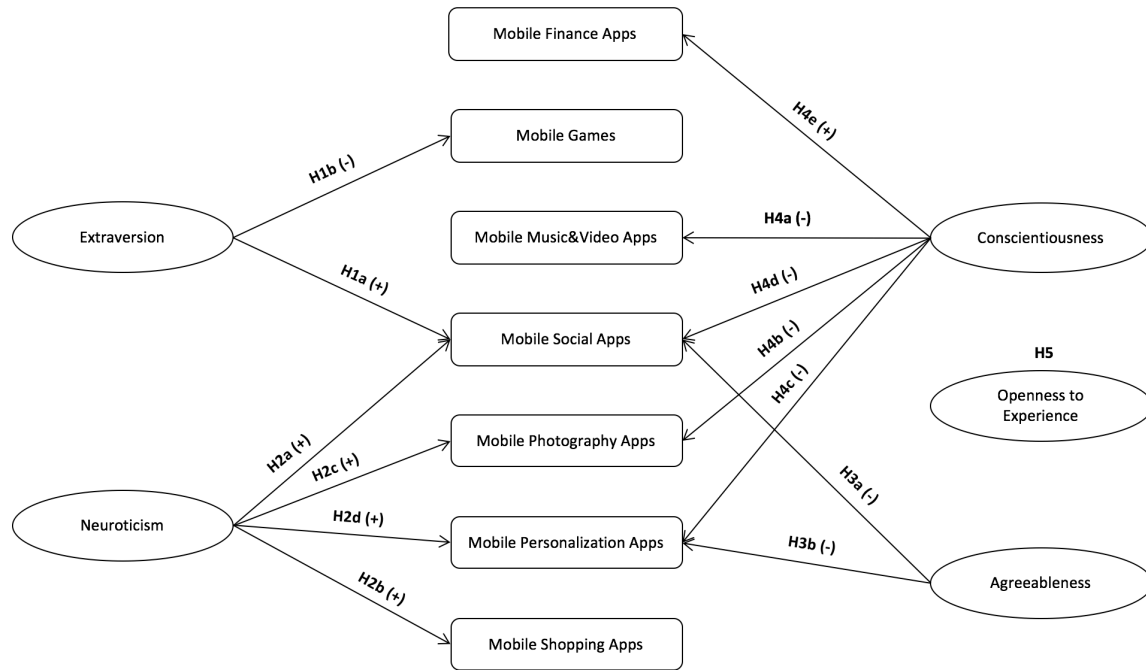 Mobile Finance Apps
H4e (+)
Mobile Games
H1b (-)
Extraversion
Mobile Music&Video Apps
H4a (-)
Conscientiousness
H1a (+)
H4d (-)
Mobile Social Apps
H4b (-)
H5
H4c (-)
Openness to
Experience
H2a (+)
Mobile Photography Apps
H2c (+)
H3a (-)
Neuroticism
H2d (+)
Mobile Personalization Apps
H3b (-)
Agreeableness
H2b (+)
Mobile Shopping Apps